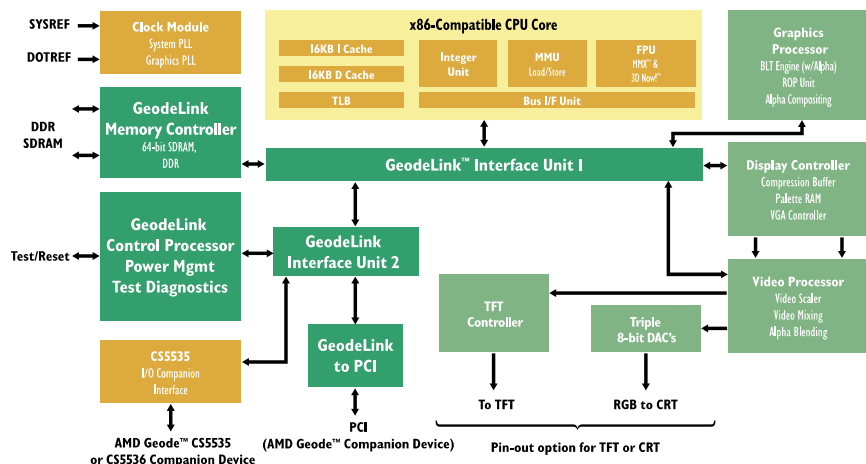 SYSREF
DOTREF
Clock Module
System PLL
Graphics PLL
x86-Compatible CPU Core
I6KB I Cache
I6KB D Cache
TLB
Integer
Unit
MMU
Load/Store
FPU
MMX™ &
3D Now!™
Bus I/F Unit
Graphics
Processor
BLT Engine (w/Alpha)
ROP Unit
Alpha Compositing
DDR
SDRAM
GeodeLink
Memory Controller
64-bit SDRAM,
DDR
GeodeLink™ Interface Unit I
Display Controller
Compression Buffer
Palette RAM
VGA Controller
Test/Reset
GeodeLink
Control Processor
Power Mgmt
Test Diagnostics
GeodeLink
Interface Unit 2
Video Processor
Video Scaler
Video Mixing
Alpha Blending
TFT
Controller
Triple
8-bit DAC's
CS5535
I/O Companion
Interface
GeodeLink
to PCI
To TFT
RGB to CRT
AMD Geode™ CS5535
or CS5536 Companion Device
PCI
(AMD Geode™ Companion Device)
Pin-out option for TFT or CRT